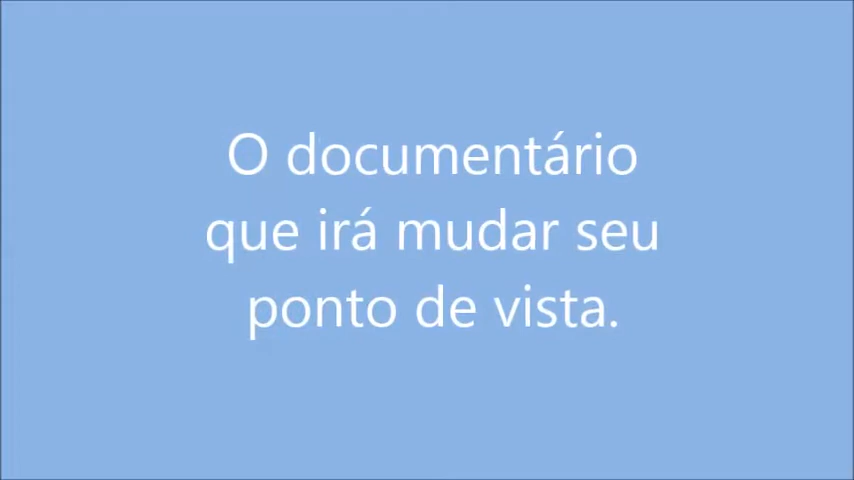 O documentário
que irá mudar seu
ponto de vista.